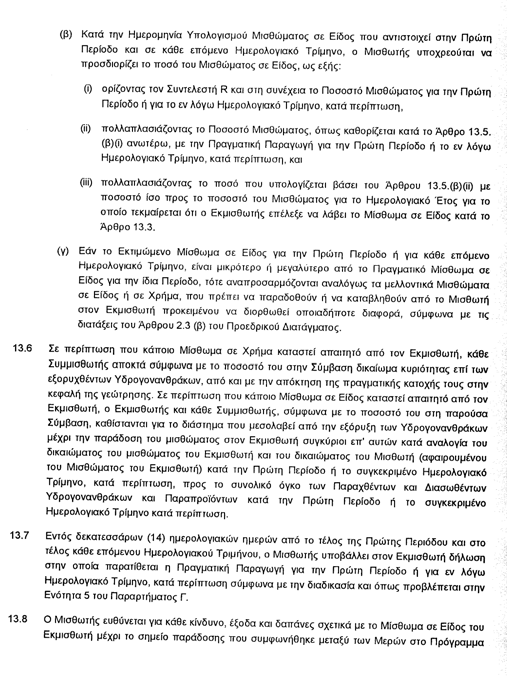 (β) Κατά την Ημερομηνία Υπολογισμού Μισθώματος σε Είδος που αντιστοιχεί στην Πρώτη
Περίοδο και σε κάθε επόμενο Ημερολογιακό Τρίμηνο, ο Μισθωτής υποχρεούται να
προσδιορίζει το ποσό του Μισθώματος σε Είδος, ως εξής:
(i) ορίζοντας τον Συντελεστή R και στη συνέχεια το Ποσοστό Μισθώματος για την Πρώτη
Περίοδο ή για το εν λόγω Ημερολογιακό Τρίμηνο, κατά περίπτωση,
(ii) πολλαπλασιάζοντας το Ποσοστό Μισθώματος, όπως καθορίζεται κατά το Άρθρο 13.5.
(β)(i) ανωτέρω, με την Πραγματική Παραγωγή για την Πρώτη Περίοδο ή το εν λόγω
Ημερολογιακό Τρίμηνο, κατά περίπτωση, και
(iii) πολλαπλασιάζοντας το ποσό που υπολογίζεται βάσει του Άρθρου 13.5.(β)(ii) με
ποσοστό ίσο προς το ποσοστό του Μισθώματος για το Ημερολογιακό Έτος για το
οποίο τεκμαίρεται ότι ο Εκμισθωτής επέλεξε να λάβει το Μίσθωμα σε Είδος κατά το
Άρθρο 13.3.
(γ) Εάν το Εκτιμώμενο Μίσθωμα σε Είδος για την Πρώτη Περίοδο ή για κάθε επόμενο
Ημερολογιακό Τρίμηνο, είναι μικρότερο ή μεγαλύτερο από το Πραγματικό Μίσθωμα σε
Είδος για την ίδια Περίοδο, τότε αναπροσαρμόζονται αναλόγως τα μελλοντικά Μισθώματα
σε Είδος ή σε Χρήμα, που πρέπει να παραδοθούν ή να καταβληθούν από το Μισθωτή
στον Εκμισθωτή προκειμένου να διορθωθεί οποιαδήποτε διαφορά, σύμφωνα με τις
διατάξεις του Άρθρου 2.3 (β) του Προεδρικού Διατάγματος.
13.6 Σε περίπτωση που κάποιο Μίσθωμα σε Χρήμα καταστεί απαιτητό από τον Εκμισθωτή, κάθε
Συμμισθωτής αποκτά σύμφωνα με το ποσοστό του στην Σύμβαση δικαίωμα κυριότητας επί των
εξορυχθέντων Υδρογονανθράκων, από και με την απόκτηση της πραγματικής κατοχής τους στην
κεφαλή της γεώτρησης. Σε περίπτωση που κάποιο Μίσθωμα σε Είδος καταστεί απαιτητό από τον
Εκμισθωτή, ο Εκμισθωτής και κάθε Συμμισθωτής, σύμφωνα με το ποσοστό του στη παρούσα
Σύμβαση, καθίστανται για το διάστημα που μεσολαβεί από την εξόρυξη των Υδρογονανθράκων
μέχρι την παράδοση του μισθώματος στον Εκμισθωτή συγκύριοι επ' αυτών κατά αναλογία του
δικαιώματος του μισθώματος του Εκμισθωτή και του δικαιώματος του Μισθωτή (αφαιρουμένου
του Μισθώματος του Εκμισθωτή) κατά την Πρώτη Περίοδο ή το συγκεκριμένο Ημερολογιακό
Τρίμηνο, κατά περίπτωση, προς το συνολικό όγκο των Παραχθέντων και Διασωθέντων
Υδρογονανθράκων και Παραπροϊόντων κατά την Πρώτη Περίοδο ή το συγκεκριμένο
Ημερολογιακό Τρίμηνο κατά περίπτωση.
13.7 Εντός δεκατεσσάρων (14) ημερολογιακών ημερών από το τέλος της Πρώτης Περιόδου και στο
τέλος κάθε επόμενου Ημερολογιακού Τριμήνου, ο Μισθωτής υποβάλλει στον Εκμισθωτή δήλωση
στην οποία παρατίθεται η Πραγματική Παραγωγή για την Πρώτη Περίοδο ή για εν λόγω
Ημερολογιακό Τρίμηνο, κατά περίπτωση σύμφωνα με την διαδικασία και όπως προβλέπεται στην
Ενότητα 5 του Παραρτήματος Γ.
13.8 Ο Μισθωτής ευθύνεται για κάθε κίνδυνο, έξοδα και δαπάνες σχετικά με το Μίσθωμα σε Είδος του
Εκμισθωτή μέχρι το σημείο παράδοσης που συμφωνήθηκε μεταξύ των Μερών στο Πρόγραμμα